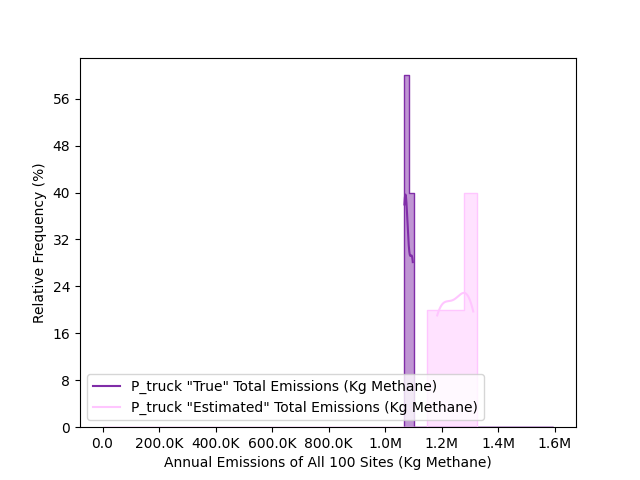 56
48
40
32
24
16
8
0
Relative Frequency (%)
P_truck "True" Total Emissions (Kg Methane)
P_truck "Estimated" Total Emissions (Kg Methane)
0.0 200.0K 400.0K 600.0K 800.0K 1.0M 1.2M 1.4M 1.6M
Annual Emissions of All 100 Sites (Kg Methane)